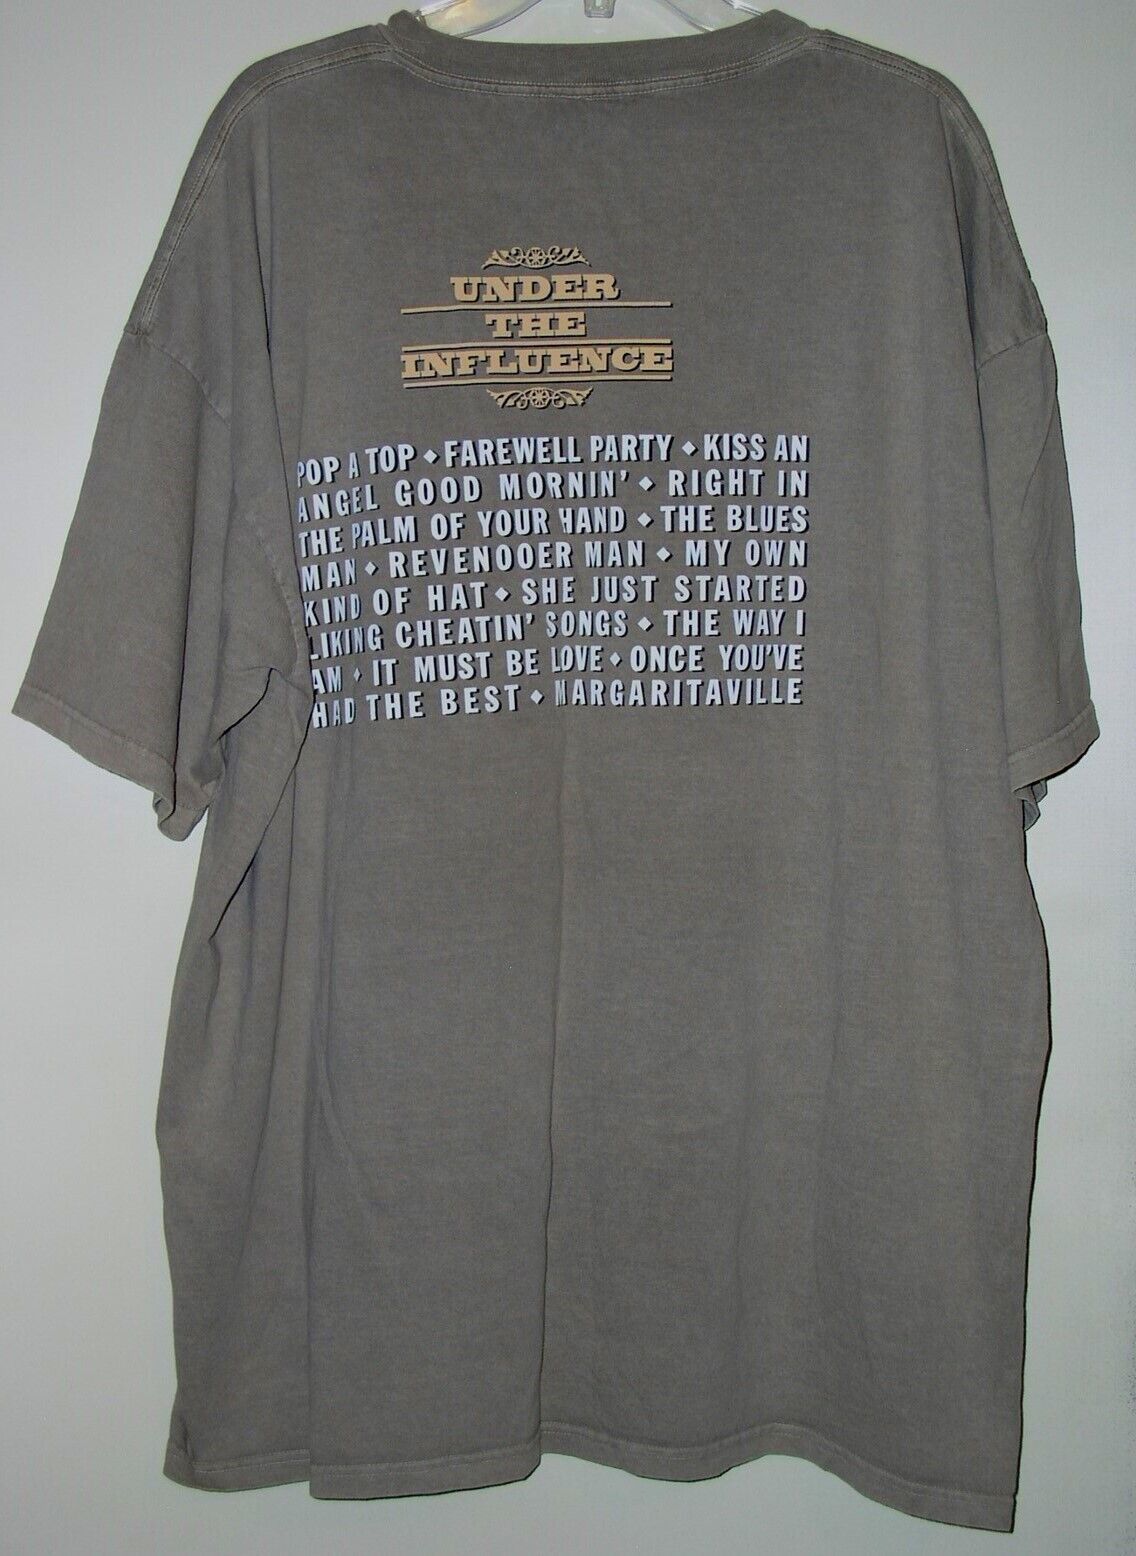 UNDER
THE
INFLUENCE
POP A TOP ◆ FAREWELL PARTY ◆ KISS AN
ANGEL GOOD MORNIN' ◆ RIGHT IN
THE PALM OF YOUR HAND ◆ THE BLUES
MAN ◆ REVENOOER MAN ◆ MY OWN
KIND OF HAT ◆ SHE JUST STARTED
LIKING CHEATIN' SONGS ◆ THE WAY I
AM ◆ IT MUST BE LOVE ◆ ONCE YOU'VE
HAD THE BEST ◆ MARGARITAVILLE